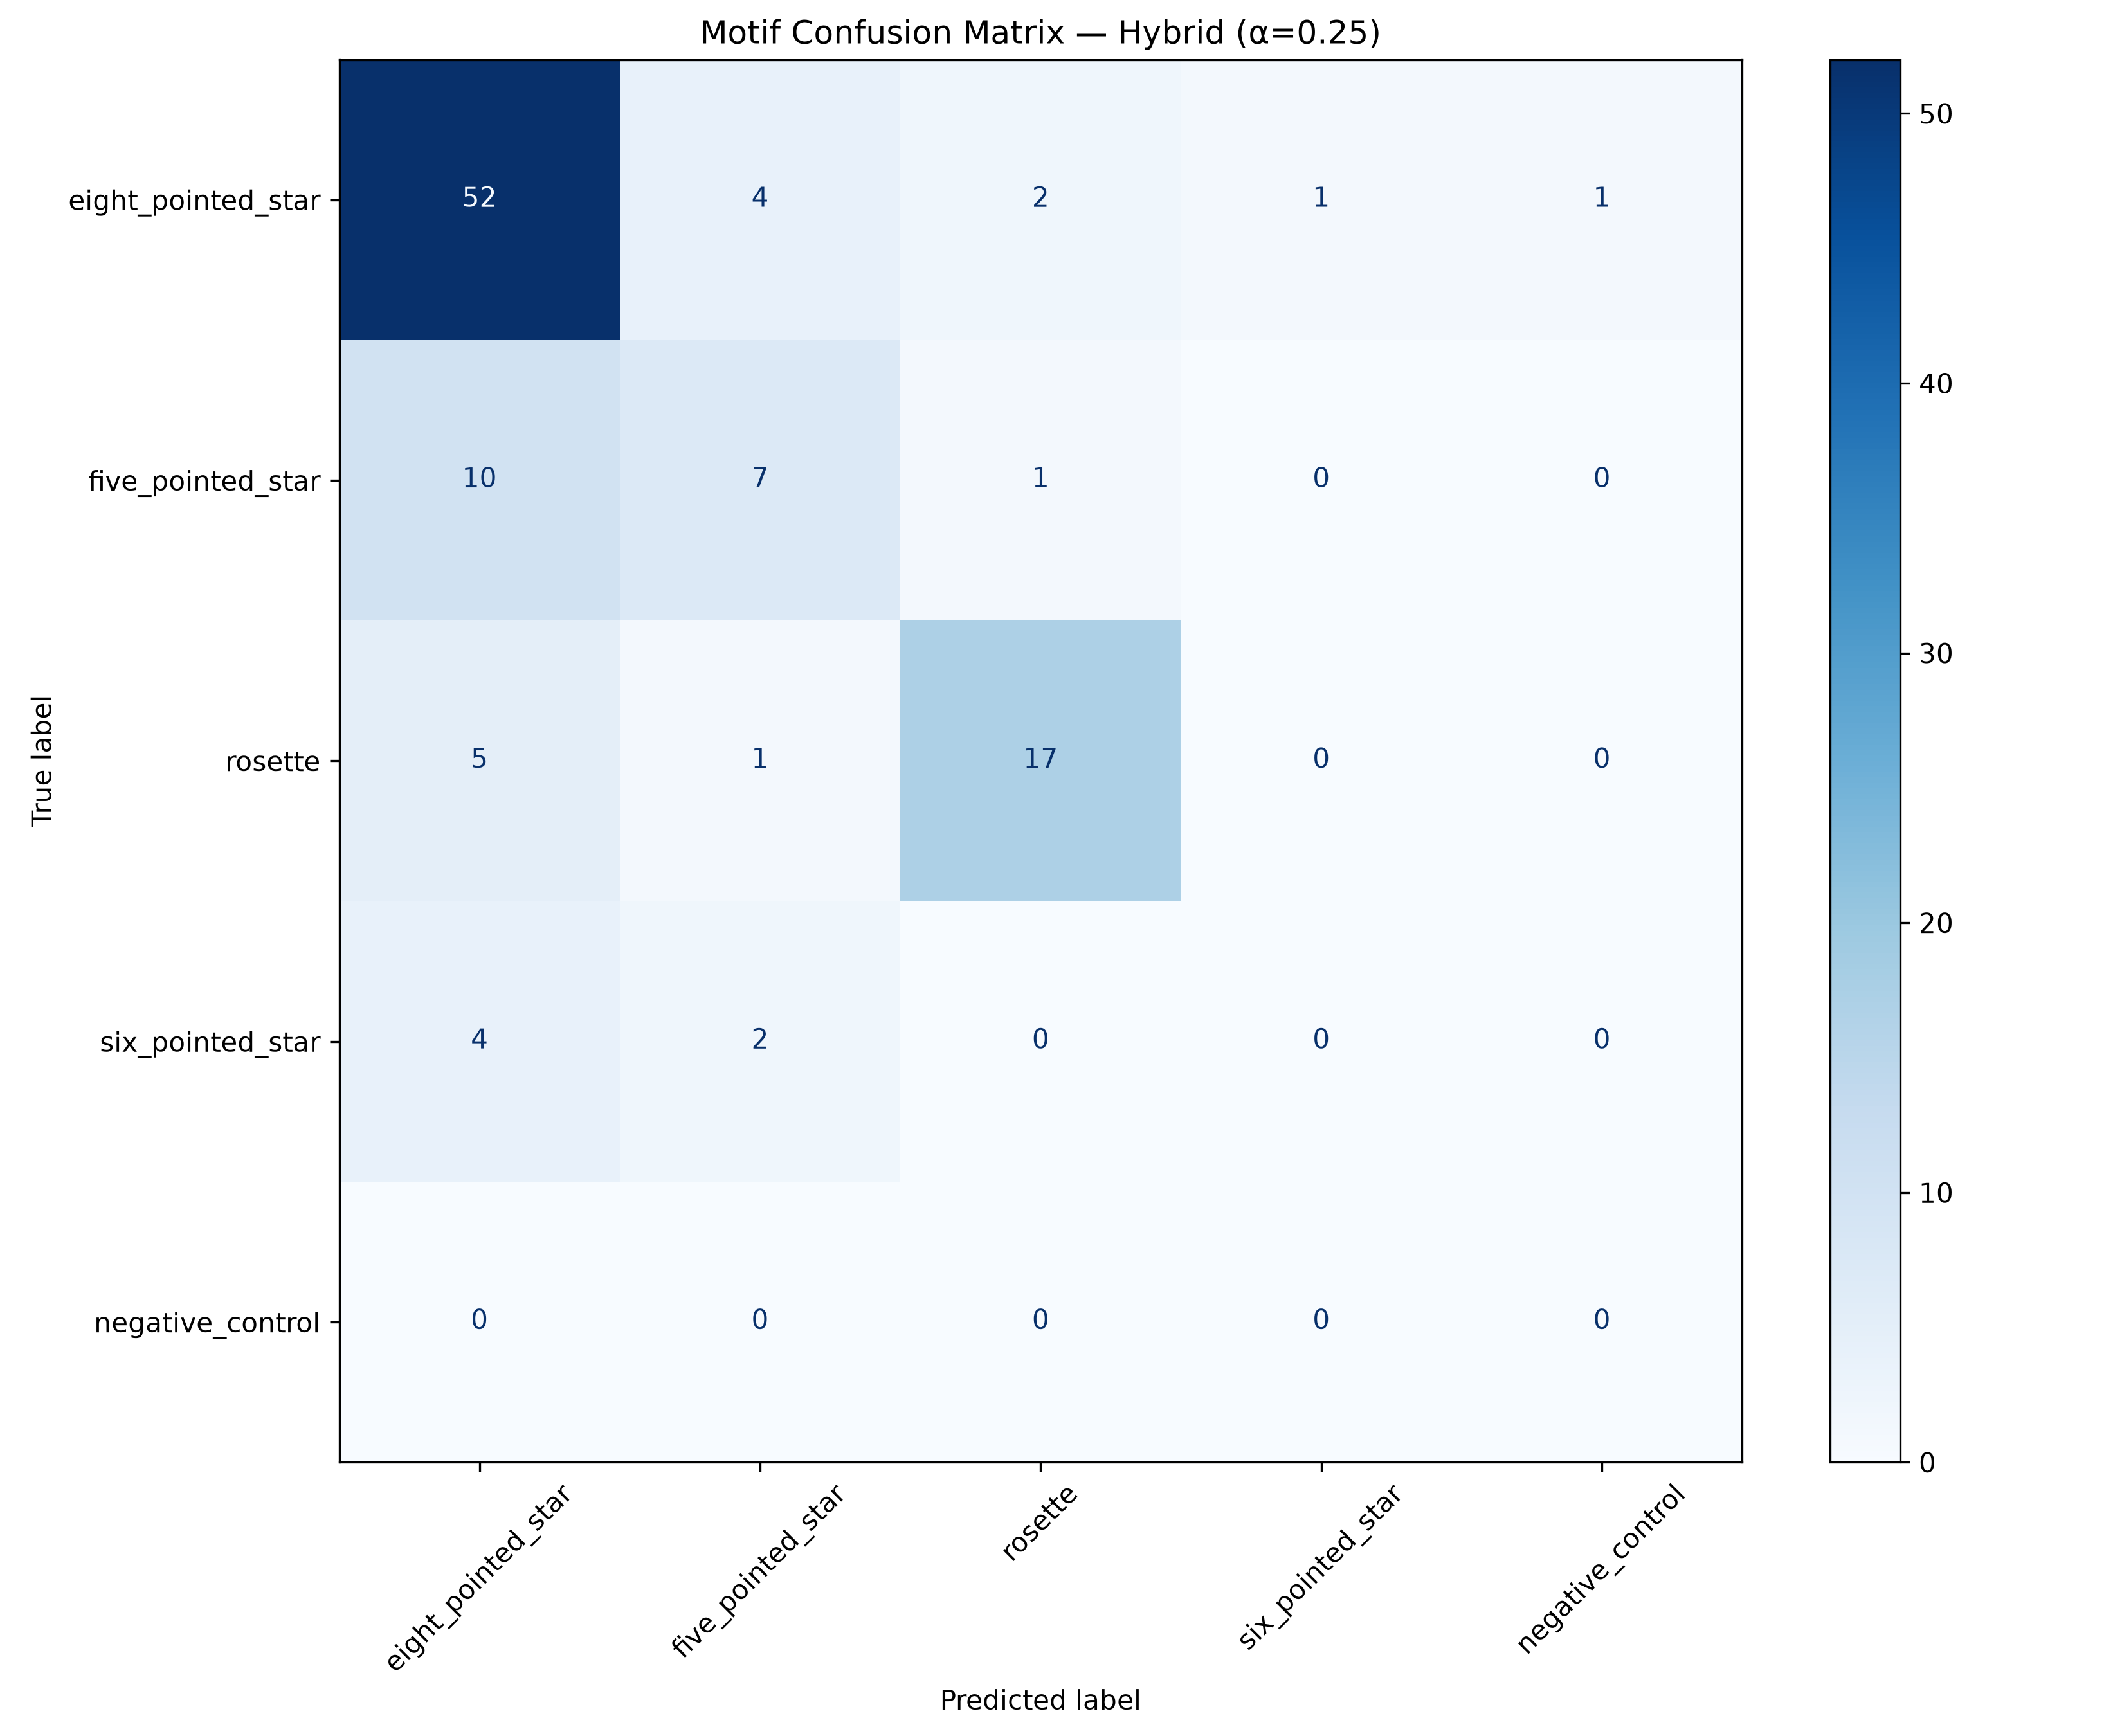 Motif Confusion Matrix — Hybrid (α=0.25)
True label
eight_pointed_star 52 4 2 1 1
five_pointed_star 10 7 1 0 0
rosette 5 1 17 0 0
six_pointed_star 4 2 0 0 0
negative_control 0 0 0 0 0
eight_pointed_star five_pointed_star rosette six_pointed_star negative_control
Predicted label
50
40
30
20
10
0